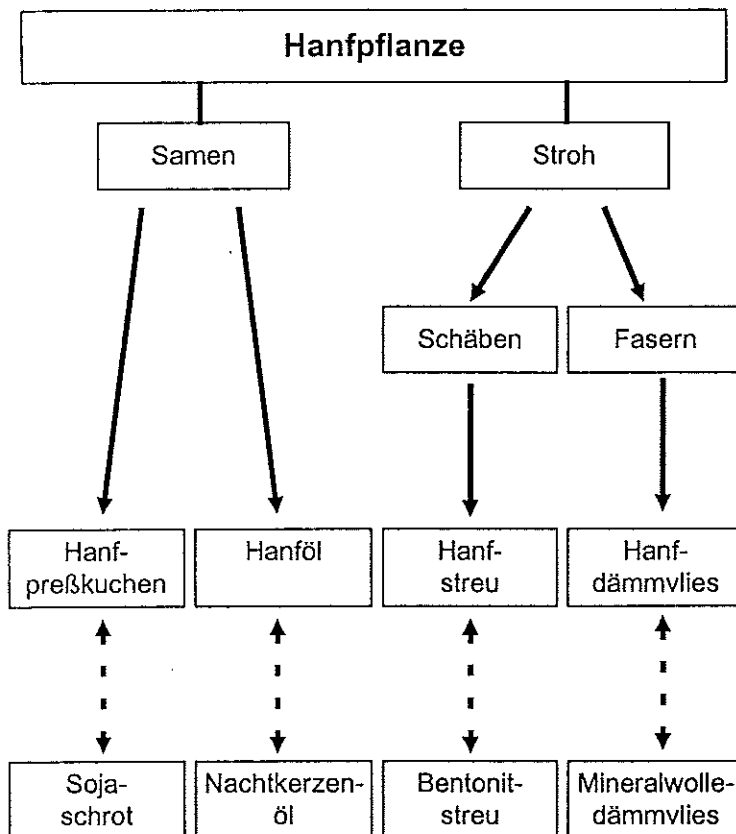 Hanfpflanze
Samen
Stroh
Schäben
Fasern
Hanf-
preßkuchen
Hanföl
Hanf-
streu
Hanf-
dämmvlies
Soja-
schrot
Nachtkerzen-
öl
Bentonit-
streu
Mineralwolle-
dämmvlies